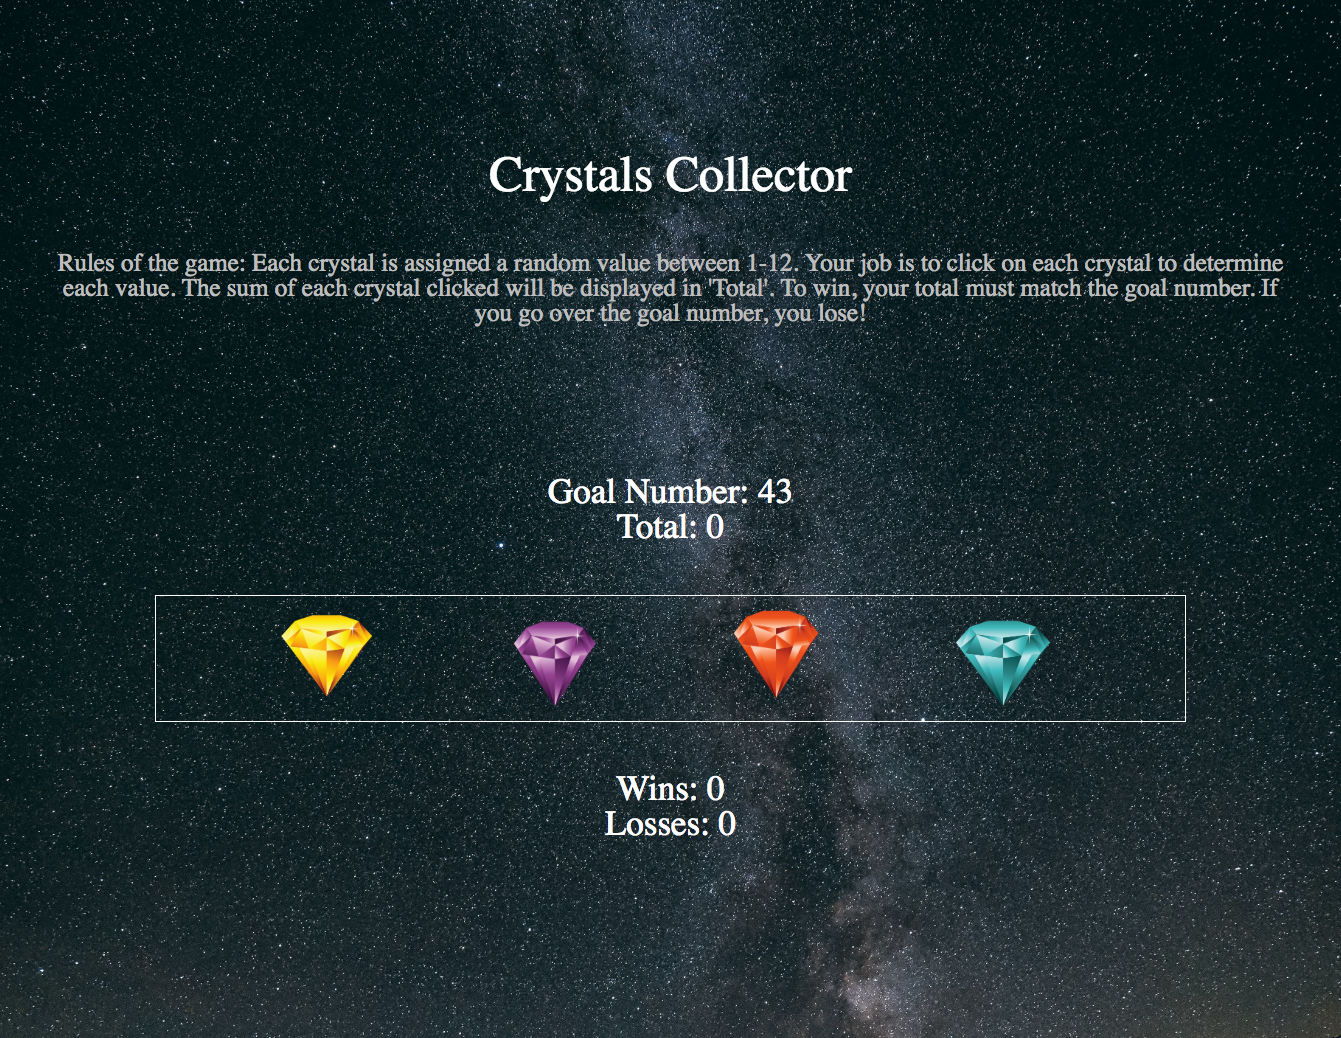 Crystals Collector
Rules of the game: Each crystal is assigned a random value between 1-12. Your job is to click on each crystal to determine
each value. The sum of each crystal clicked will be displayed in 'Total'. To win, your total must match the goal number. If
you go over the goal number, you lose!
Goal Number: 43
Total: 0
Wins: 0
Losses: 0